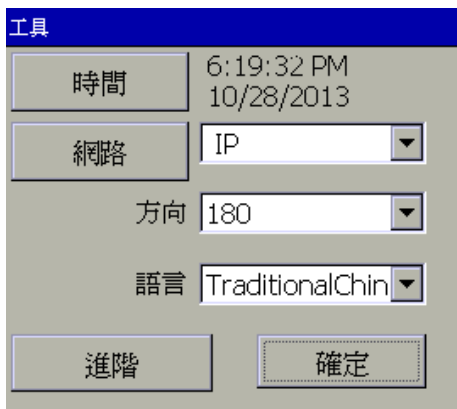 工具
時間 6:19:32 PM
10/28/2013
網路 IP
方向 180
語言 TraditionalChin
進階 確定